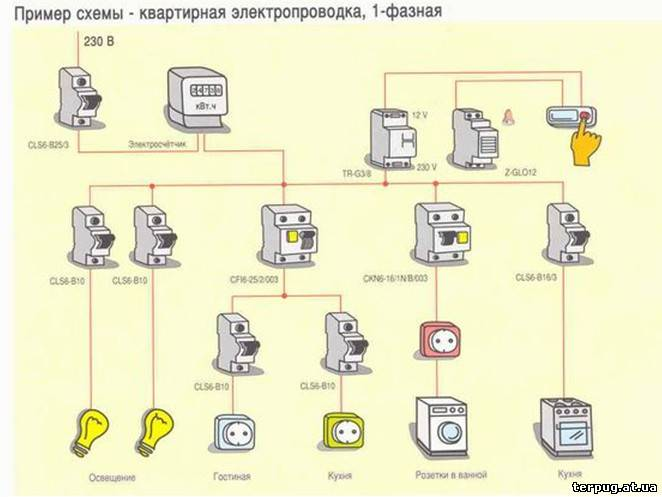 Пример схемы - квартирная электропроводка, 1-фазная
230 В
кВт.ч
12 V
CLS6-B25/3
Электросчётчик
230 V
TR-G3/8
Z-GLO12
CLS6-B10
CLS6-B10
CFI6-25/2/003
CKN6-16/1N/B/003
CLS6-B16/3
CLS6-B10
CLS6-B10
Освещение
Гостиная
Кухня
Розетки в ванной
Кухня
terpug.at.ua